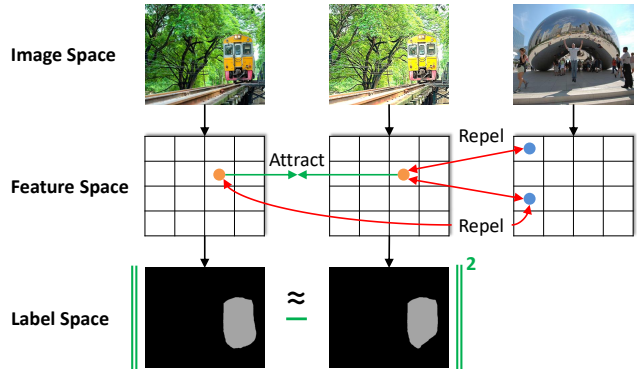 Image Space
Repel
Attract
Feature Space
Repel
2
≈
Label Space